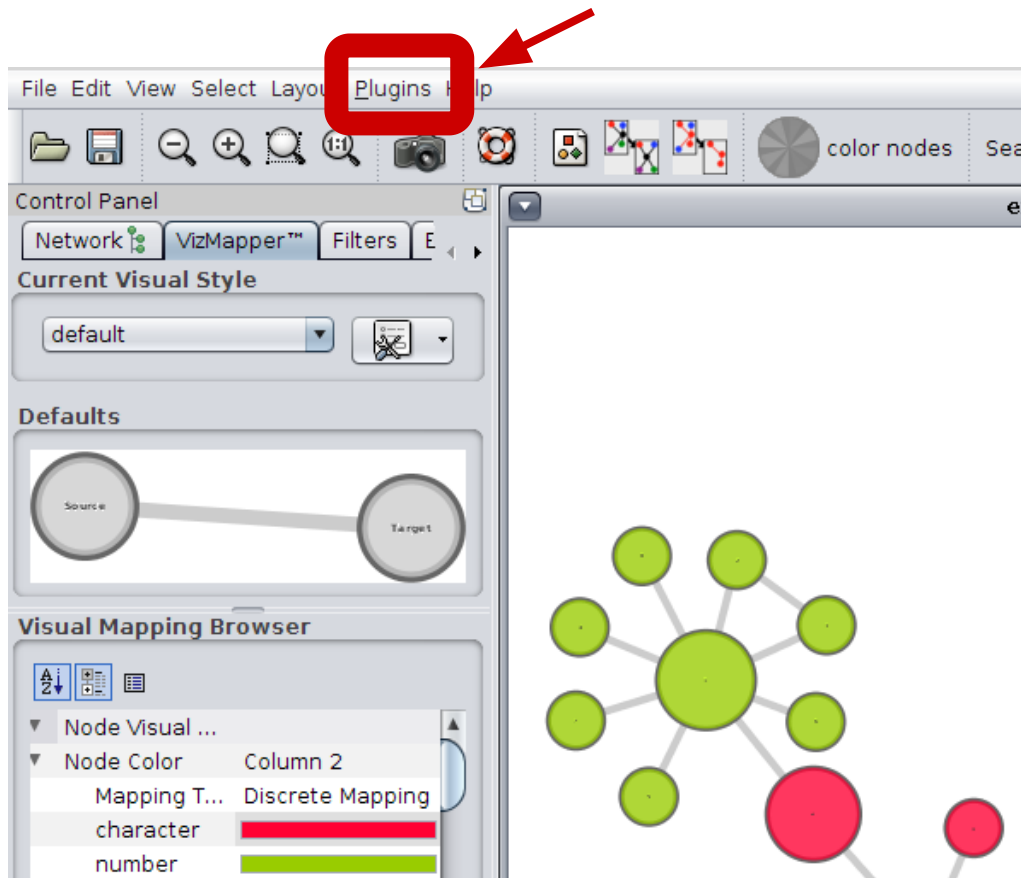 File Edit View Select Layou Plugins H lp
color nodes Sea
Control Panel
e
Network VizMapper™ Filters E
Current Visual Style
default
Defaults
Source
Target
Visual Mapping Browser
Node Visual ...
Node Color Column 2
Mapping T... Discrete Mapping
character
number